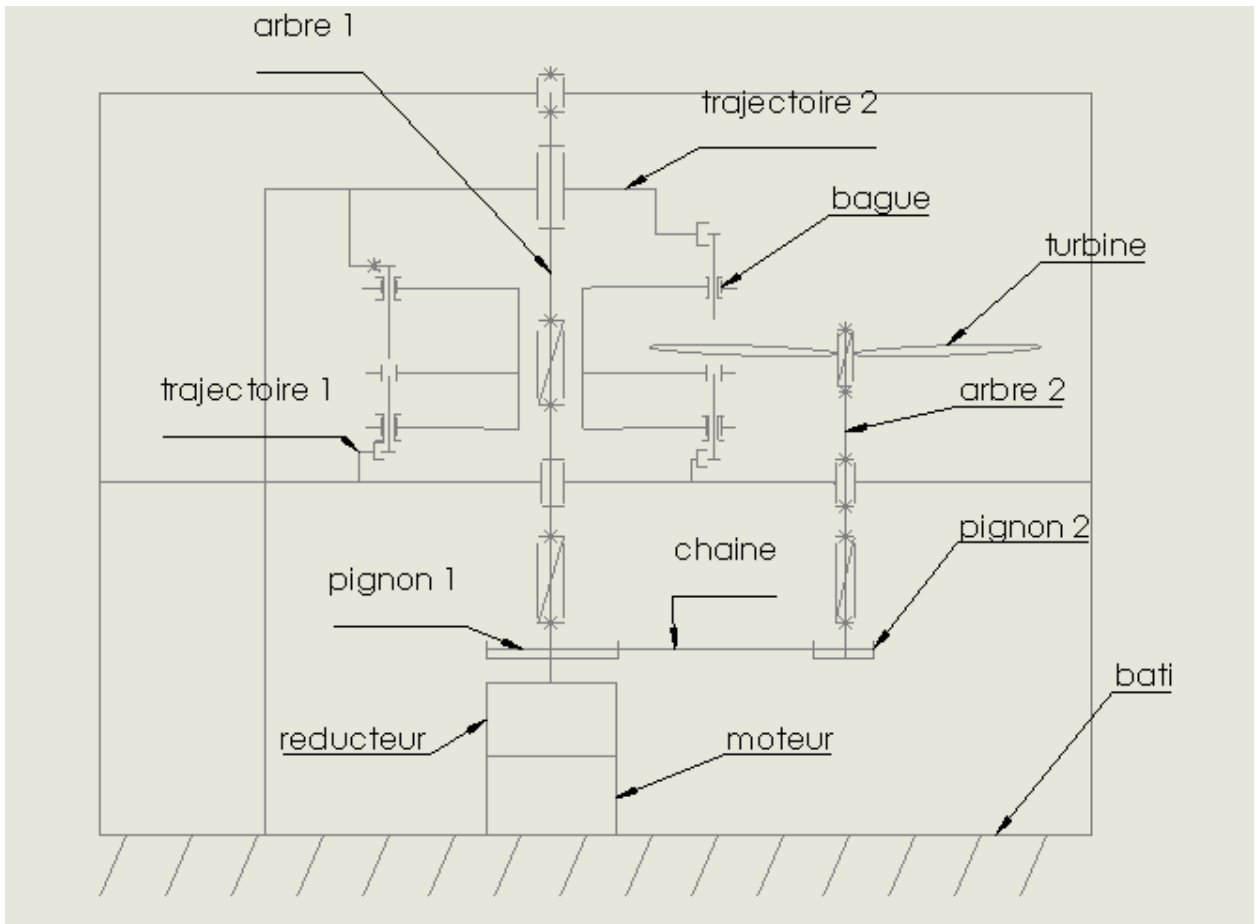 arbre 1
trajectoire 2
bague
turbine
trajectoire 1
arbre 2
pignon 2
chaine
pignon 1
bati
reducteur
moteur